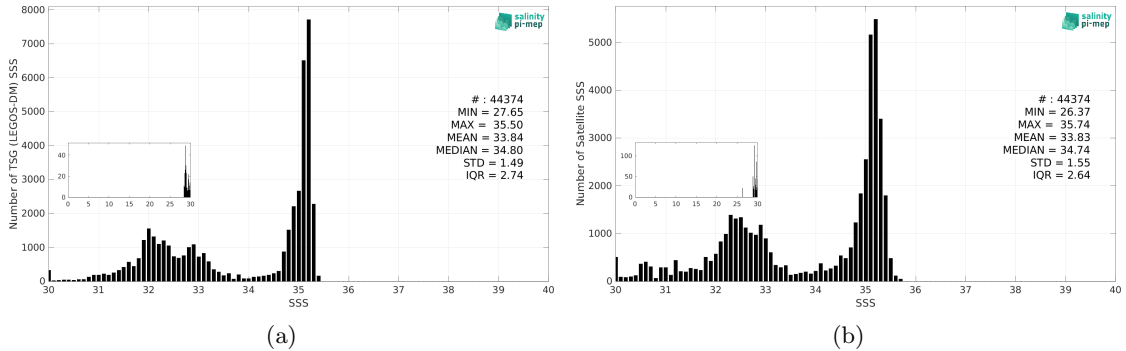 salinity
pi-mep
Number of TSG (LEGOS-DM) SSS
8000
7000
6000
5000
4000
3000
2000
1000
0
# : 44374
MIN = 27.65
MAX = 35.50
MEAN = 33.84
MEDIAN = 34.80
STD = 1.49
IQR = 2.74
40
20
0
0 5 10 15 20 25 30
30 31 32 33 34 35 36 37 38 39 40
SSS
(a)
salinity
pi-mep
Number of Satellite SSS
5000
4000
3000
2000
1000
0
# : 44374
MIN = 26.37
MAX = 35.74
MEAN = 33.83
MEDIAN = 34.74
STD = 1.55
IQR = 2.64
100
50
0
0 5 10 15 20 25 30
30 31 32 33 34 35 36 37 38 39 40
SSS
(b)